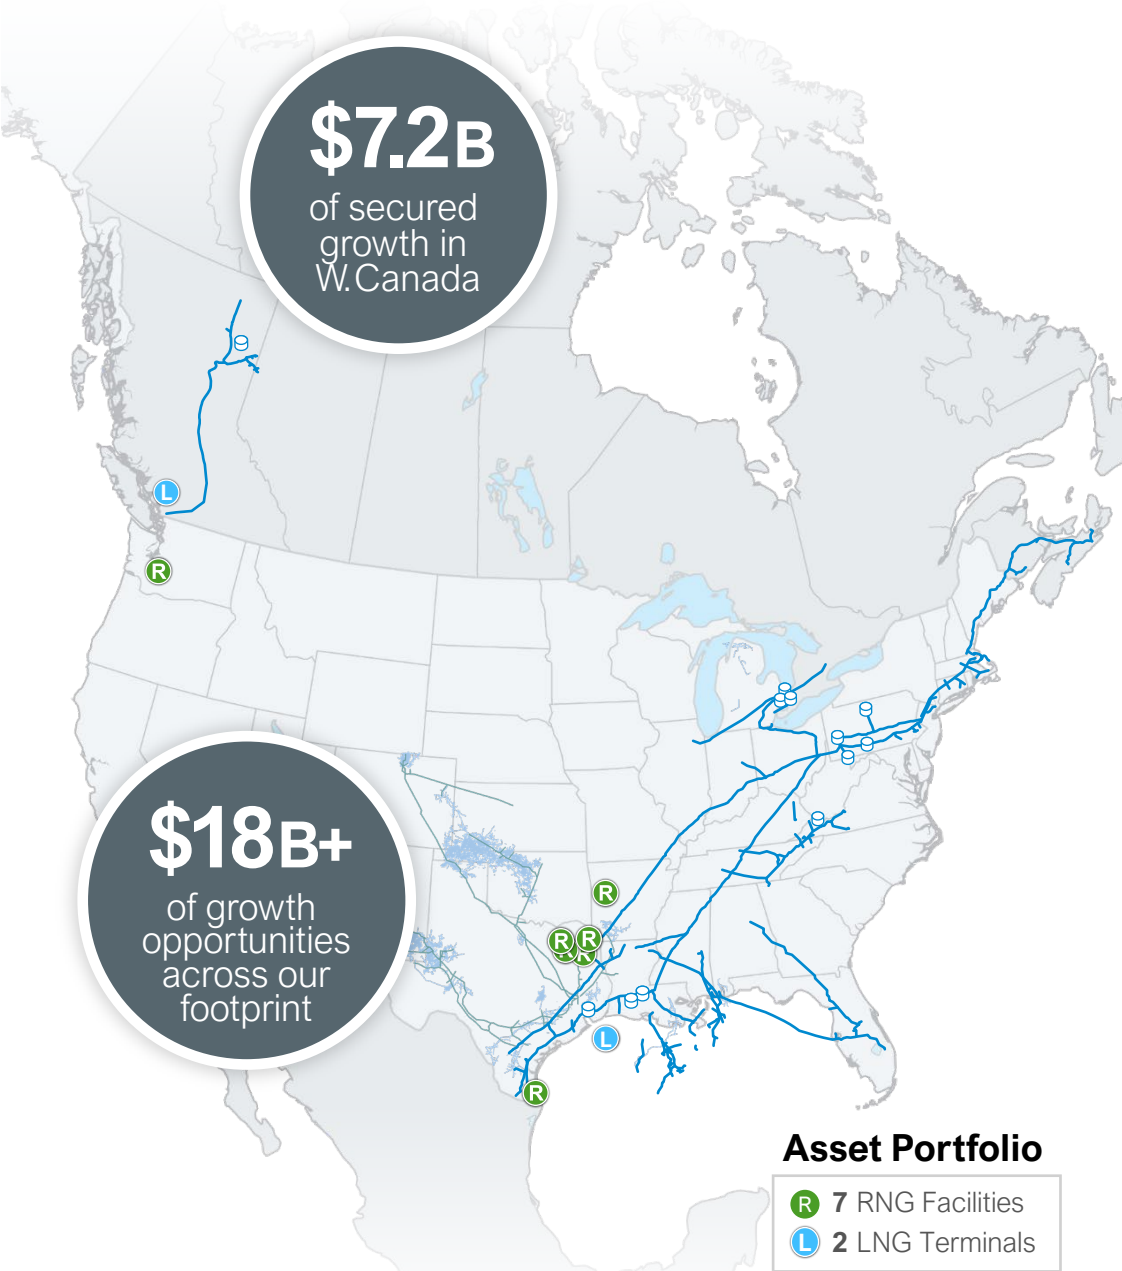 $7.2B
of secured
growth in
W.Canada
L
R
$18B+
of growth
opportunities
across our
footprint
R
R
R
R
R
L
R
Asset Portfolio
R 7 RNG Facilities
L 2 LNG Terminals